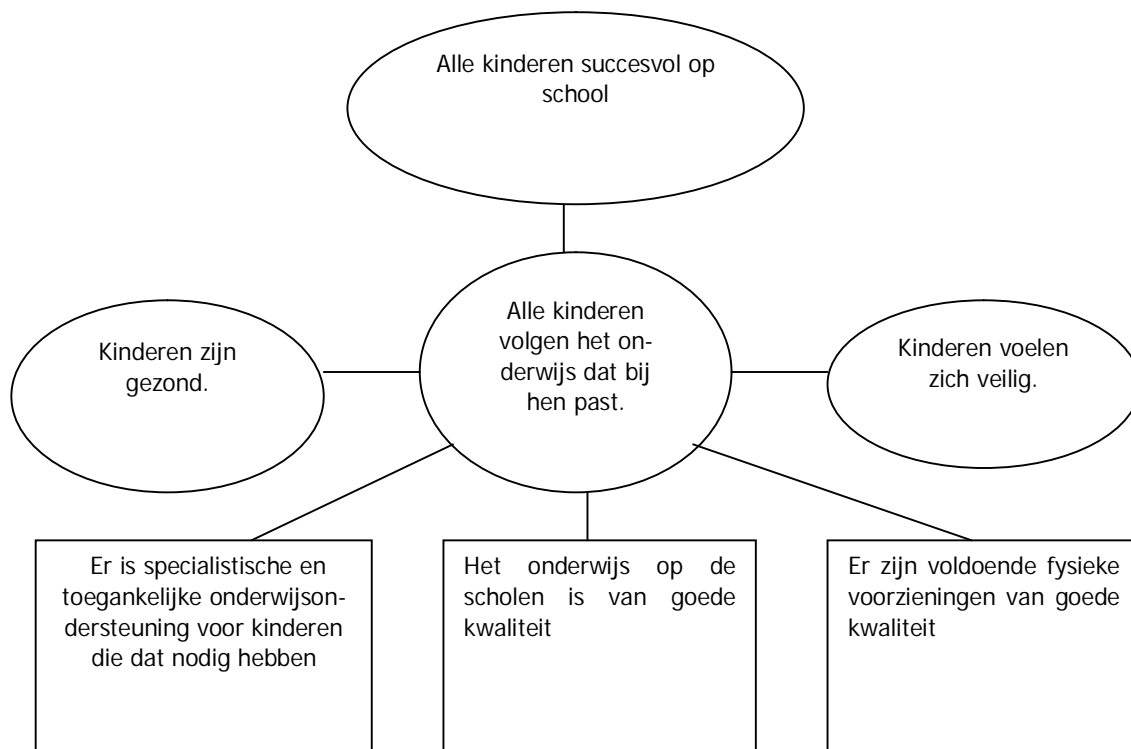 Alle kinderen succesvol op
school
Alle kinderen
volgen het on-
derwijs dat bij
hen past.
Kinderen zijn
gezond.
Kinderen voelen
zich veilig.
Er is specialistische en
toegankelijke onderwijson-
dersteuning voor kinderen
die dat nodig hebben
Het onderwijs op de
scholen is van goede
kwaliteit
Er zijn voldoende fysieke
voorzieningen van goede
kwaliteit